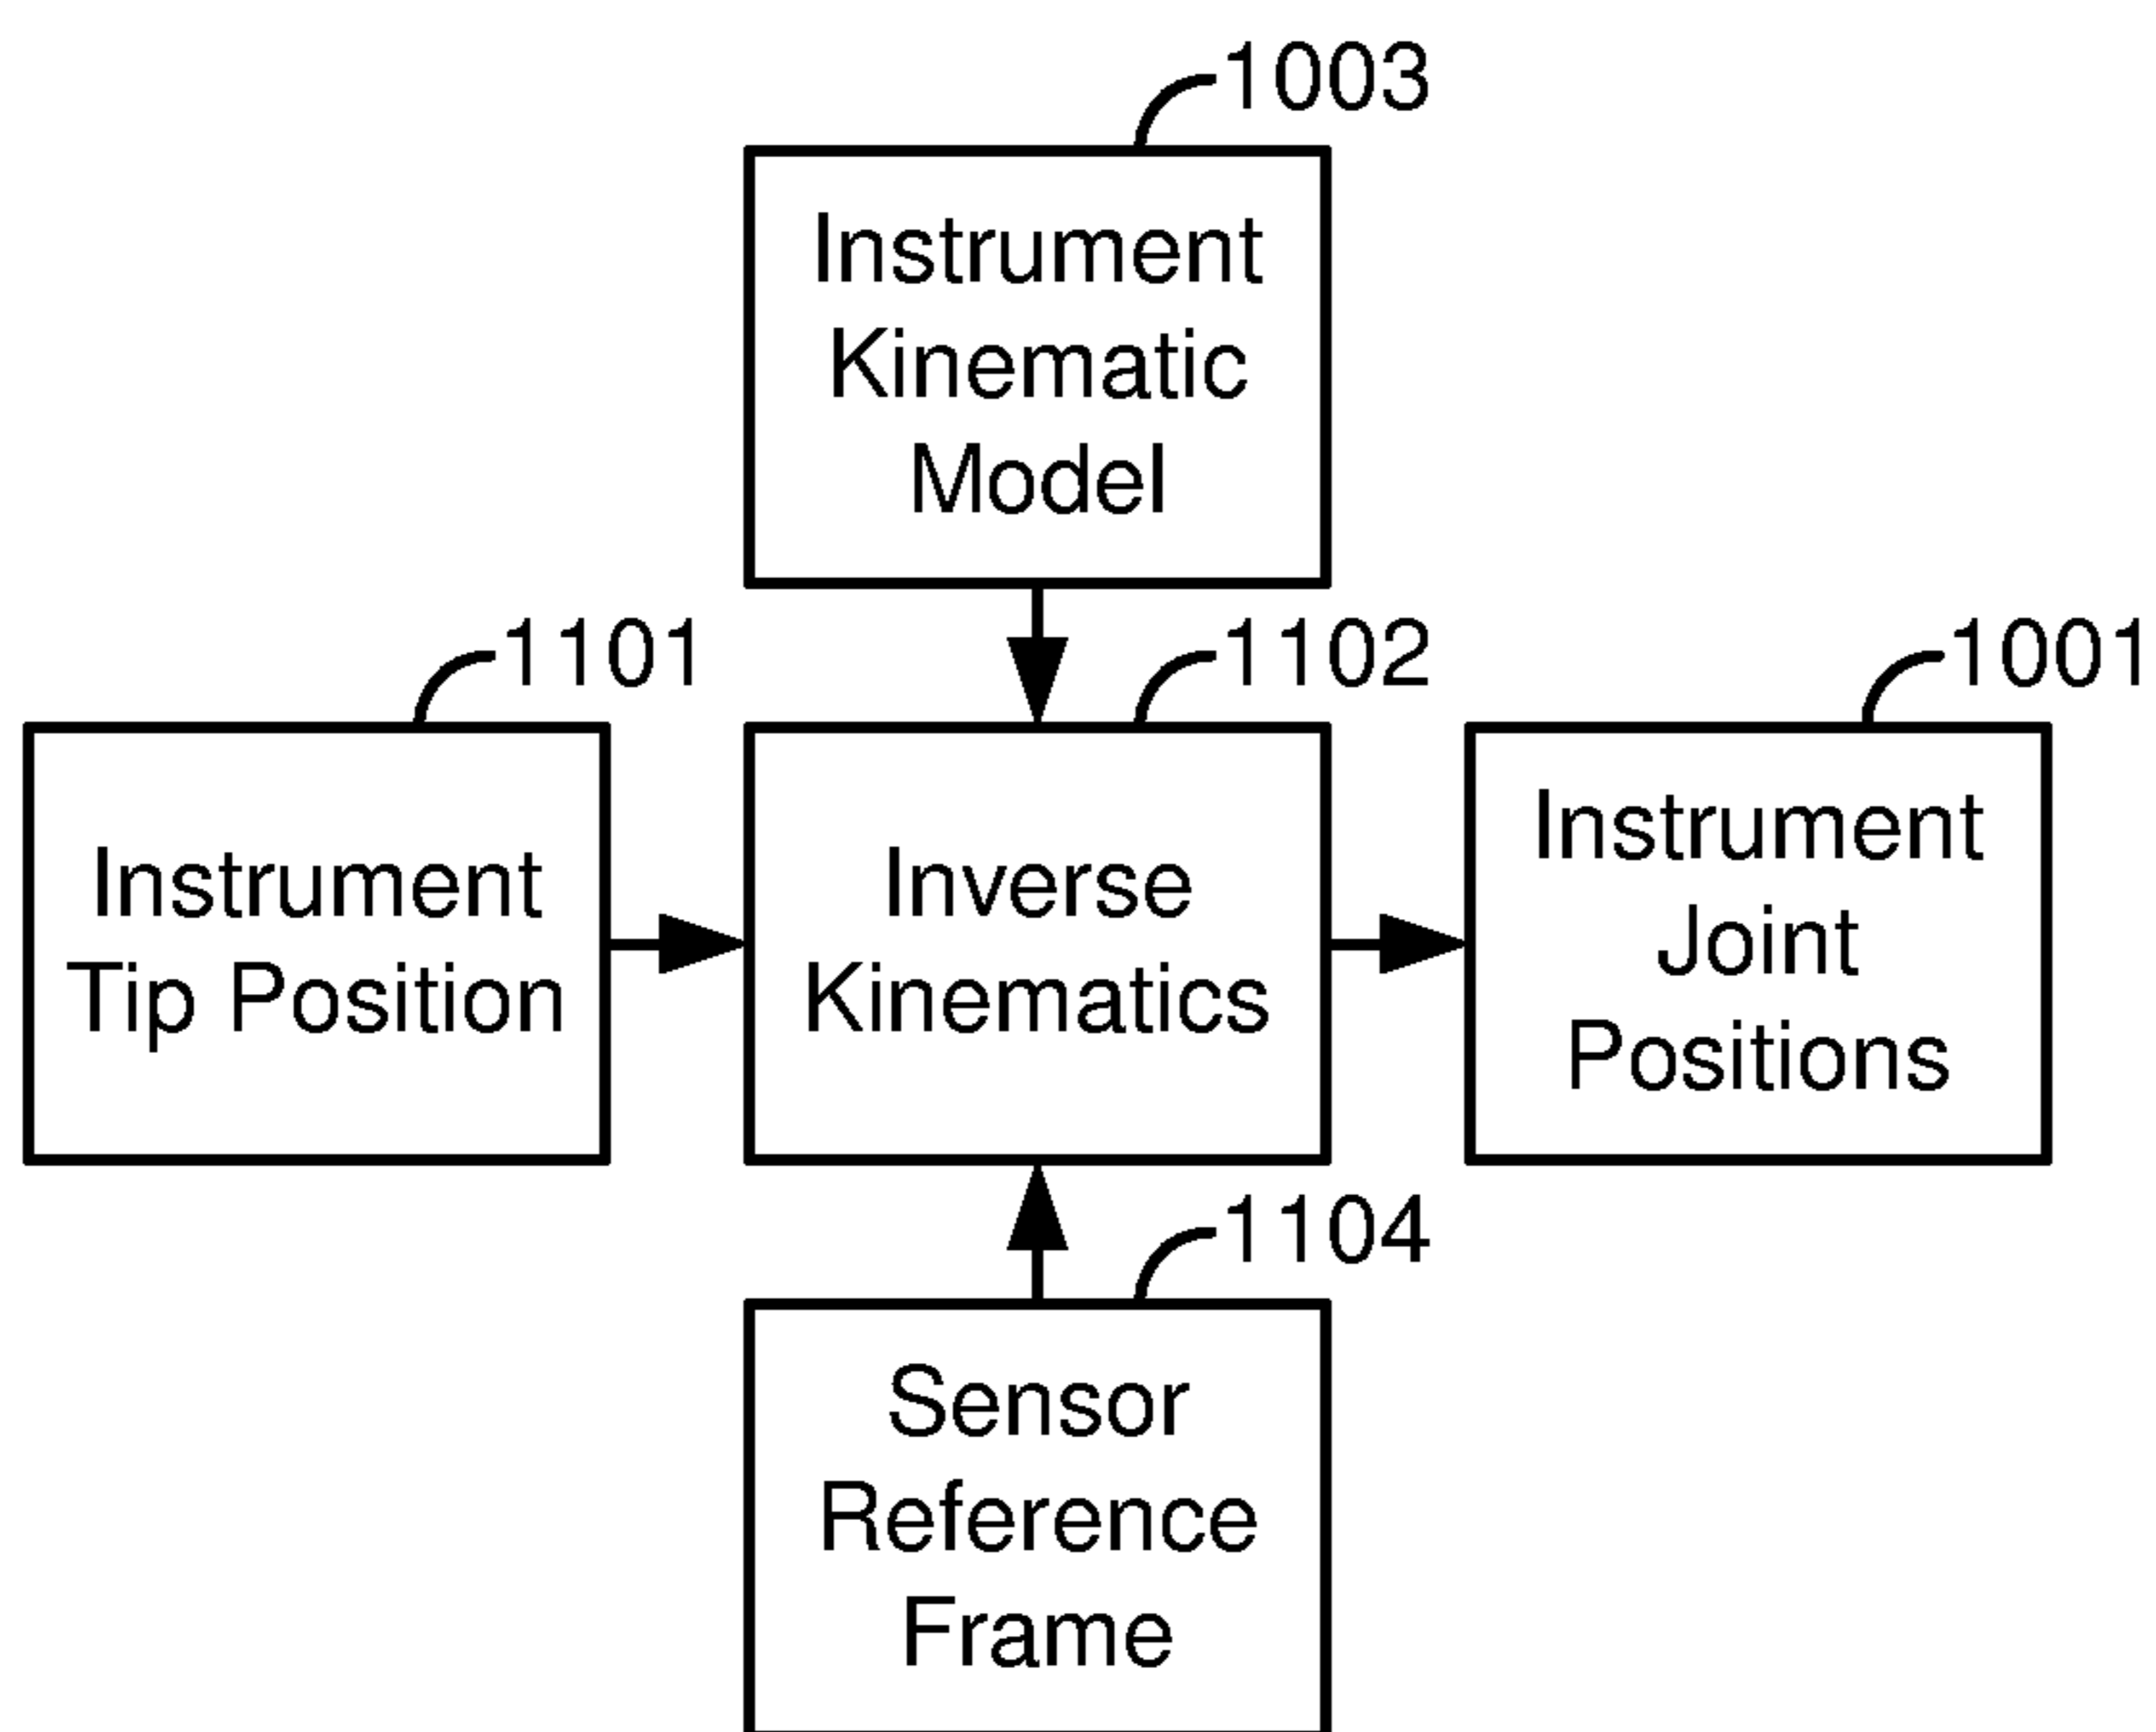 1003
Instrument
Kinematic
Model
1101
1102
1001
Instrument
Tip Position
Inverse
Kinematics
Instrument
Joint
Positions
1104
Sensor
Reference
Frame